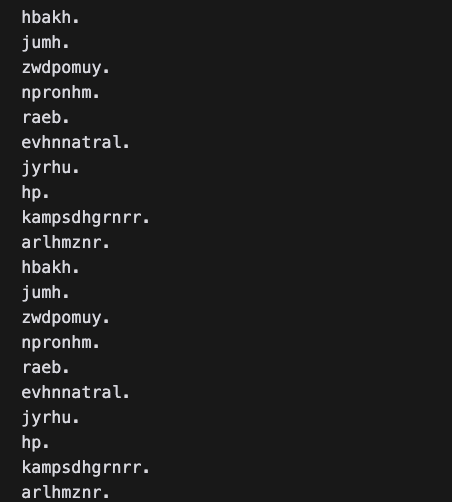 hbakh.
jumh.
zwdpomuy.
npronhm.
raeb.
evhnnatral.
jyrhu.
hp.
kampsdhgrnrr.
arlhmznr.
hbakh.
jumh.
zwdpomuy.
npronhm.
raeb.
evhnnatral.
jyrhu.
hp.
kampsdhgrnrr.
arlhmznr.